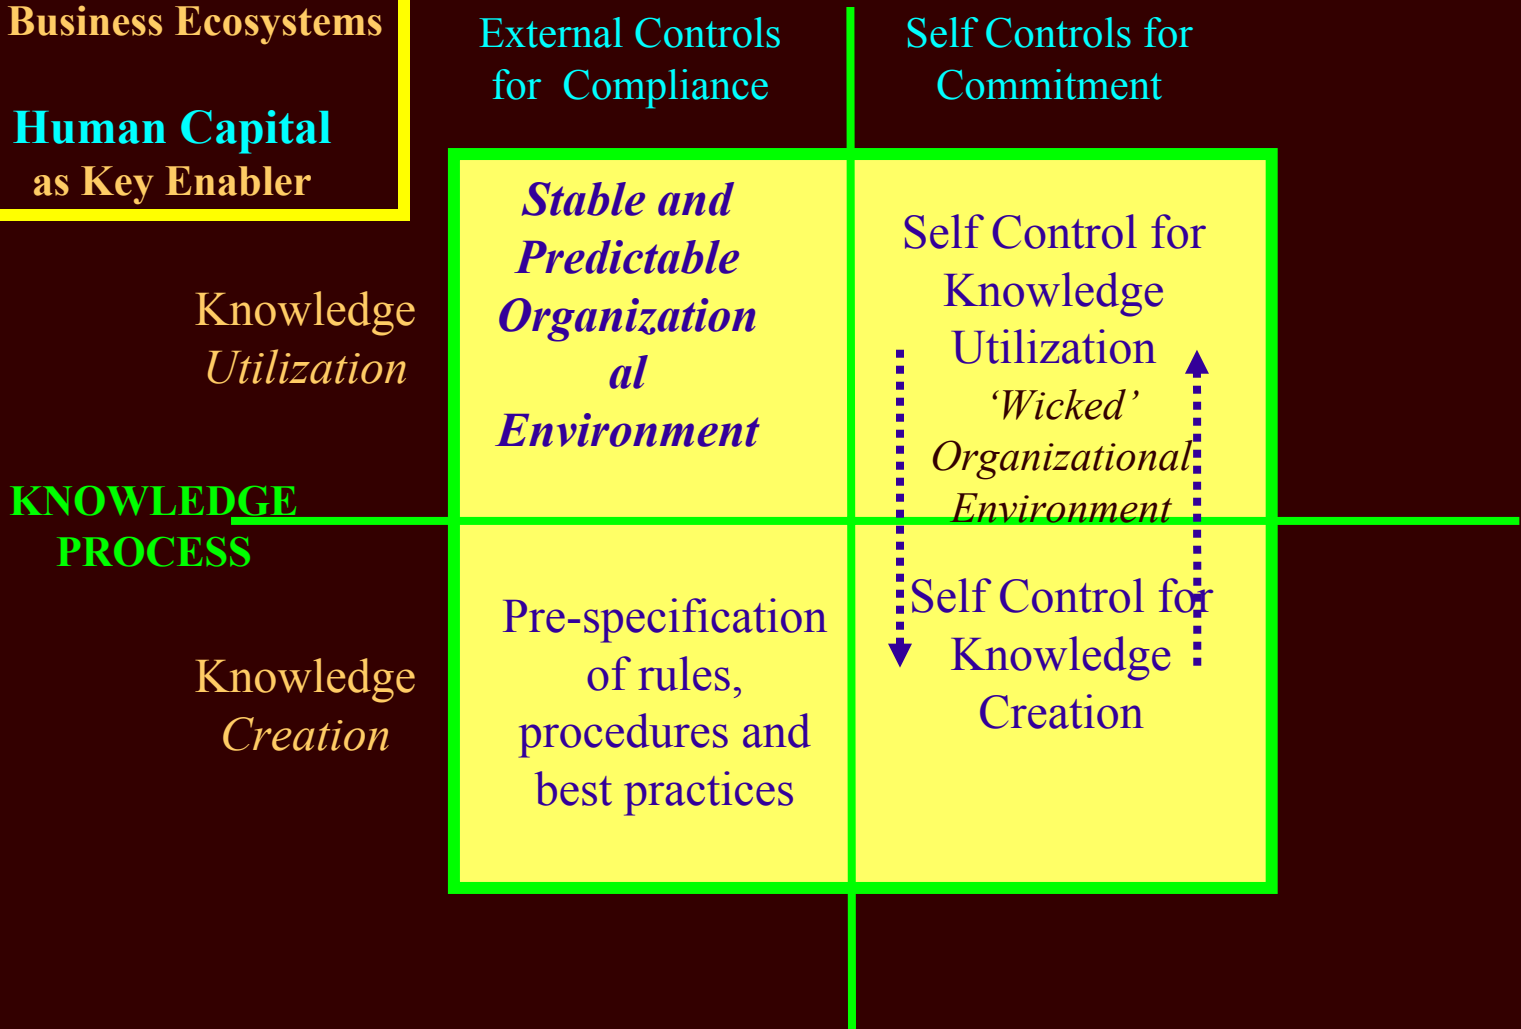 Business Ecosystems
Human Capital
as Key Enabler
External Controls
for Compliance
Self Controls for
Commitment
Knowledge
Utilization
Stable and
Predictable
Organization
al
Environment
Self Control for
Knowledge
Utilization
‘Wicked’
Organizational
Environment
KNOWLEDGE
PROCESS
Knowledge
Creation
Pre-specification
of rules,
procedures and
best practices
Self Control for
Knowledge
Creation